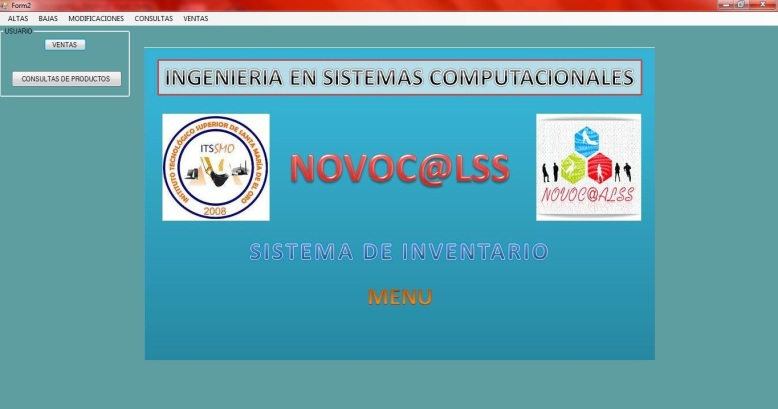 Form2
ALTAS BAJAS MODIFICACIONES CONSULTAS VENTAS
USUARIO
VENTAS
CONSULTAS DE PRODUCTOS
INGENIERIA EN SISTEMAS COMPUTACIONALES
INSTITUTO TECNOLÓGICO SUPERIOR DE SANTA MARÍA DE EL ORO
ITSSMO
2008
NOVOC@LSS
NOVOC@ALSS
SISTEMA DE INVENTARIO
MENU